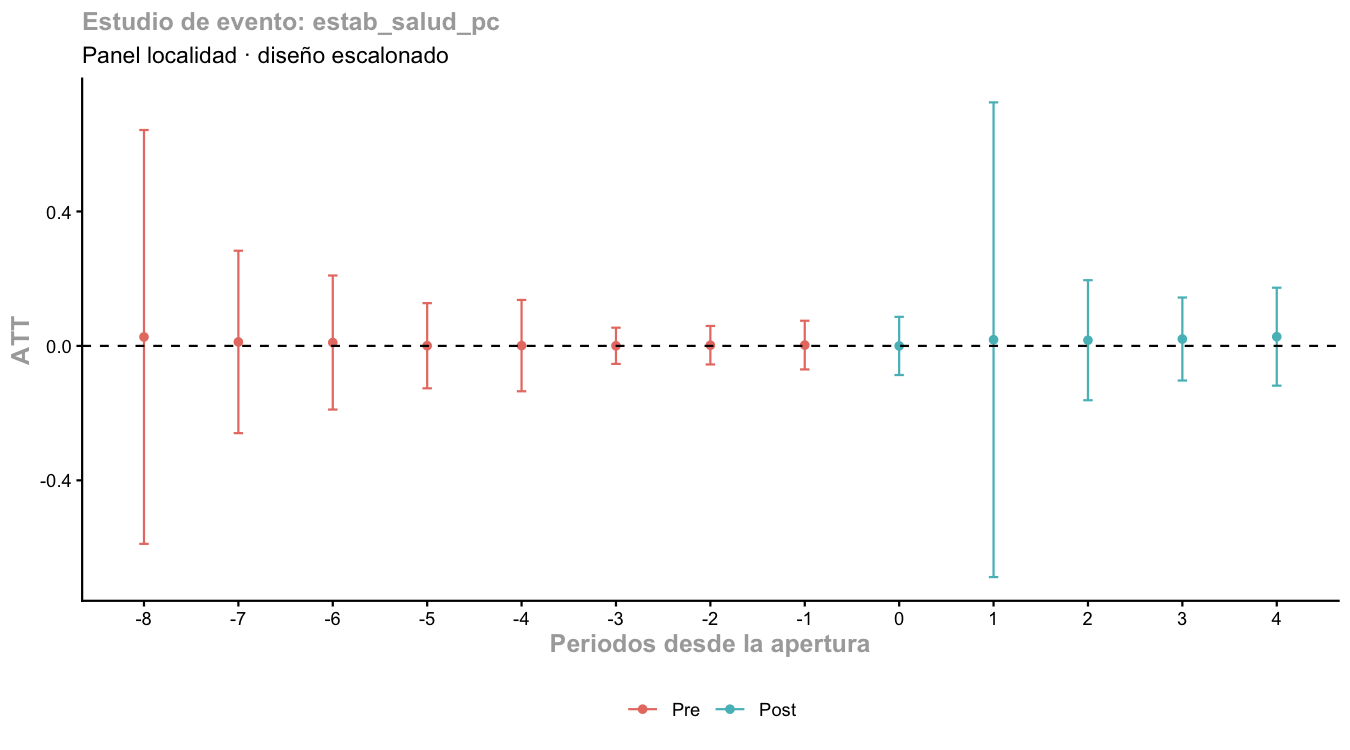 Estudio de evento: estab_salud_pc
Panel localidad · diseño escalonado
ATT
0.4
0.0
-0.4
-8 -7 -6 -5 -4 -3 -2 -1 0 1 2 3 4
Periodos desde la apertura
Pre Post